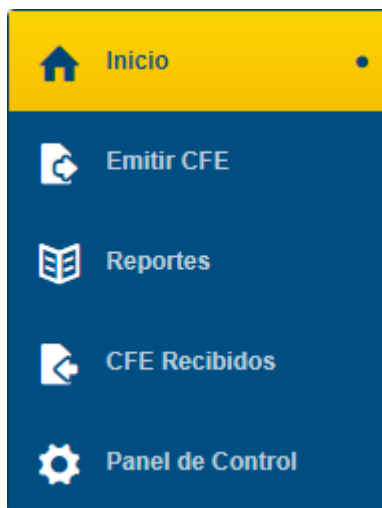 Inicio
Emitir CFE
Reportes
CFE Recibidos
Panel de Control